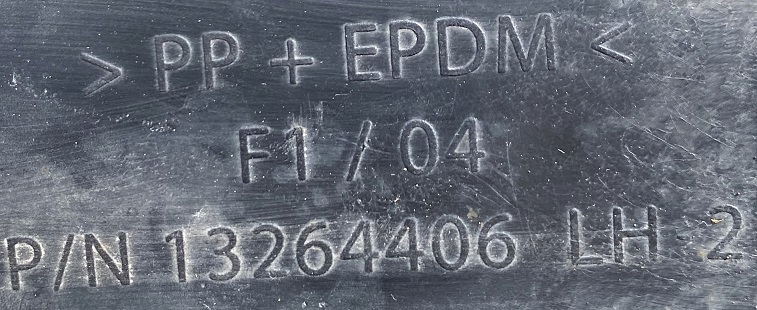 > PP + EPDM <
F1 / 04
P/N 13264406 LH 2